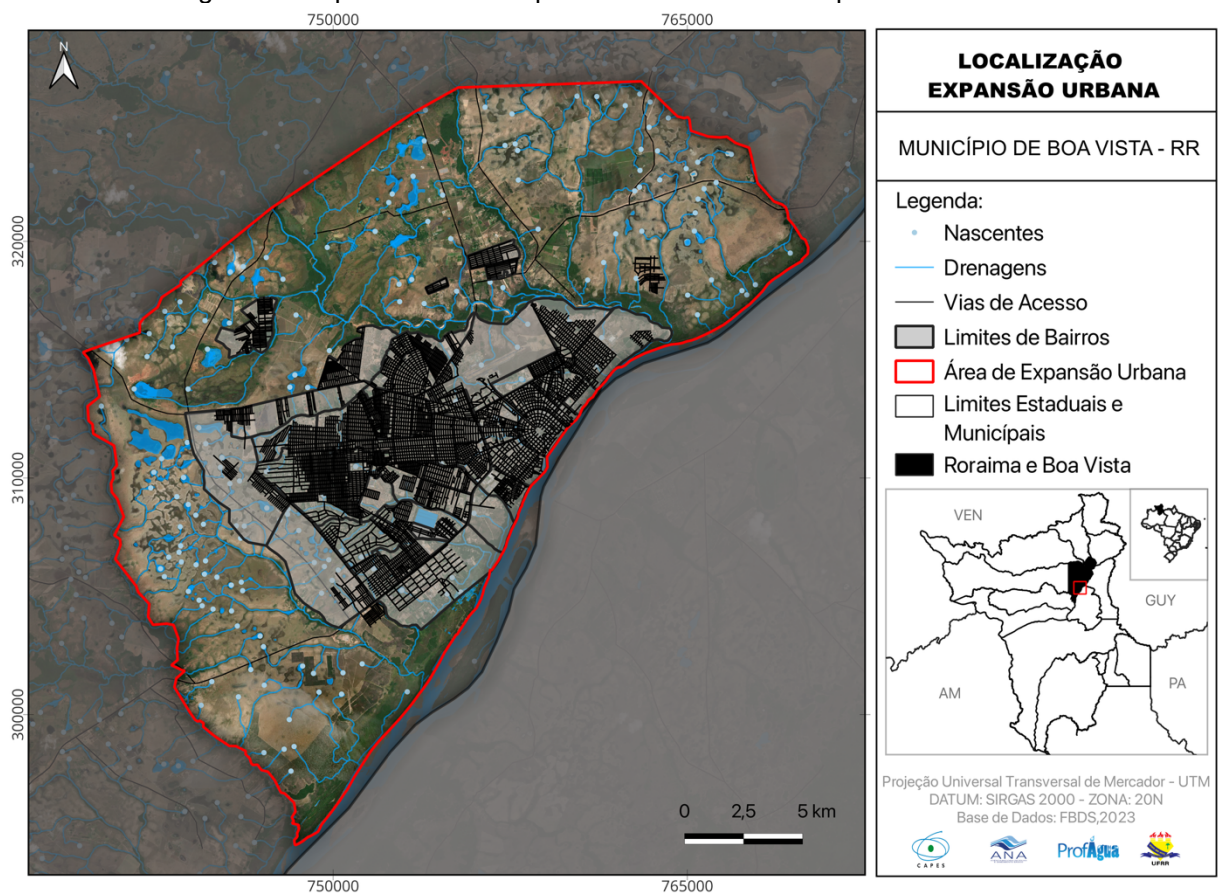 750000
765000
N
320000
310000
300000
0 2,5 5 km
750000
765000
LOCALIZAÇÃO
EXPANSÃO URBANA
MUNICÍPIO DE BOA VISTA - RR
Legenda:
Nascentes
Drenagens
Vias de Acesso
Limites de Bairros
Área de Expansão Urbana
Limites Estaduais e
Municípais
Roraima e Boa Vista
VEN
GUY
AM
PA
Projeção Universal Transversal de Mercador - UTM
DATUM: SIRGAS 2000 - ZONA: 20N
Base de Dados: FBDS,2023
CAPES
ANA
ProfÁgua
UFRR